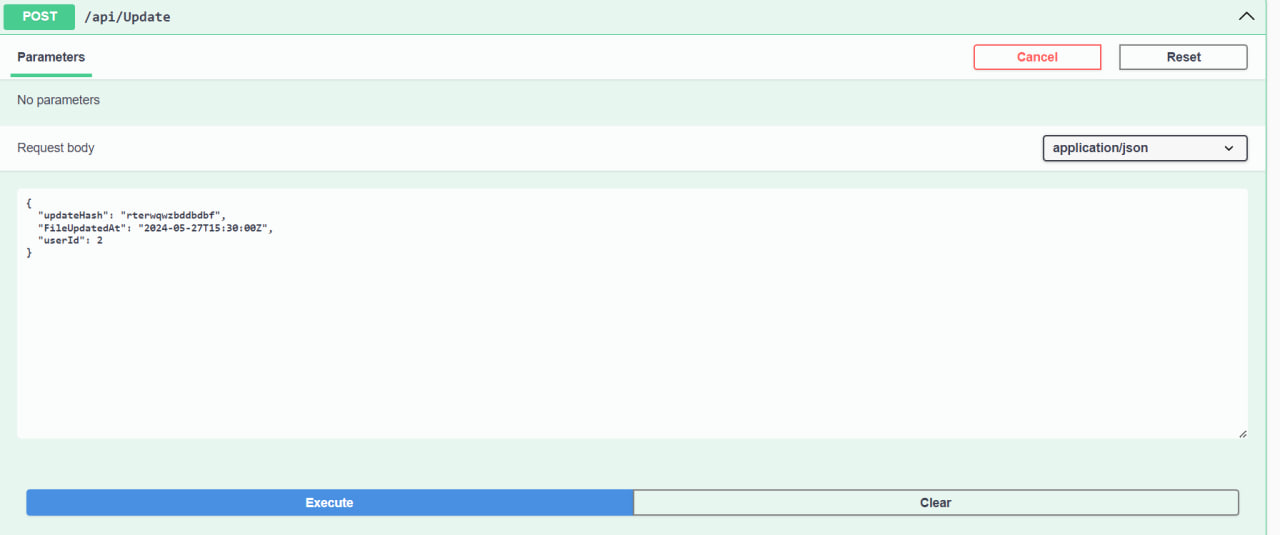 POST /api/Update
Parameters Cancel Reset
No parameters
Request body application/json
{
  "updateHash": "rterwqwzbddbdbf",
  "FileUpdatedAt": "2024-05-27T15:30:00Z",
  "userId": 2
}
Execute Clear